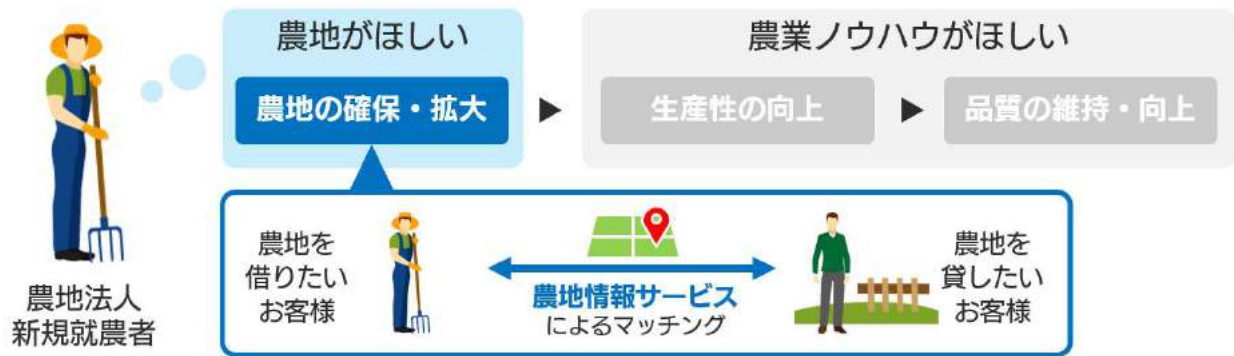 農地がほしい
農業ノウハウがほしい
農地の確保・拡大
▶
生産性の向上
▶
品質の維持・向上
農地法人
新規就農者
農地を
借りたい
お客様
農地情報サービス
によるマッチング
農地を
貸したい
お客様